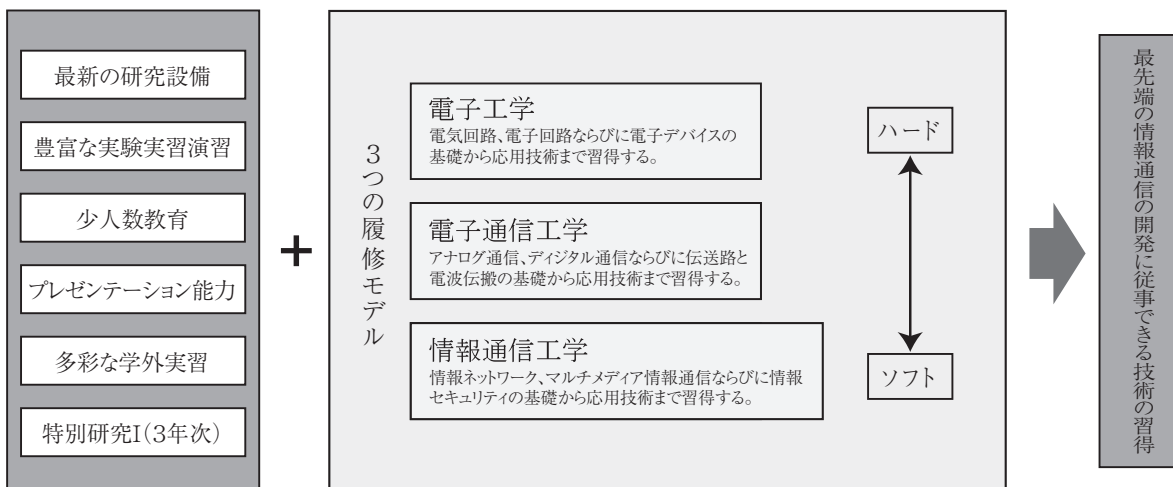 最新の研究設備
豊富な実験実習演習
少人数教育
プレゼンテーション能力
多彩な学外実習
特別研究I(3年次)
+
3つの履修モデル
電子工学
電気回路、電子回路ならびに電子デバイスの
基礎から応用技術まで習得する。
電子通信工学
アナログ通信、ディジタル通信ならびに伝送路と
電波伝搬の基礎から応用技術まで習得する。
情報通信工学
情報ネットワーク、マルチメディア情報通信ならびに情報
セキュリティの基礎から応用技術まで習得する。
ハード
ソフト
最先端の情報通信の開発に従事できる技術の習得